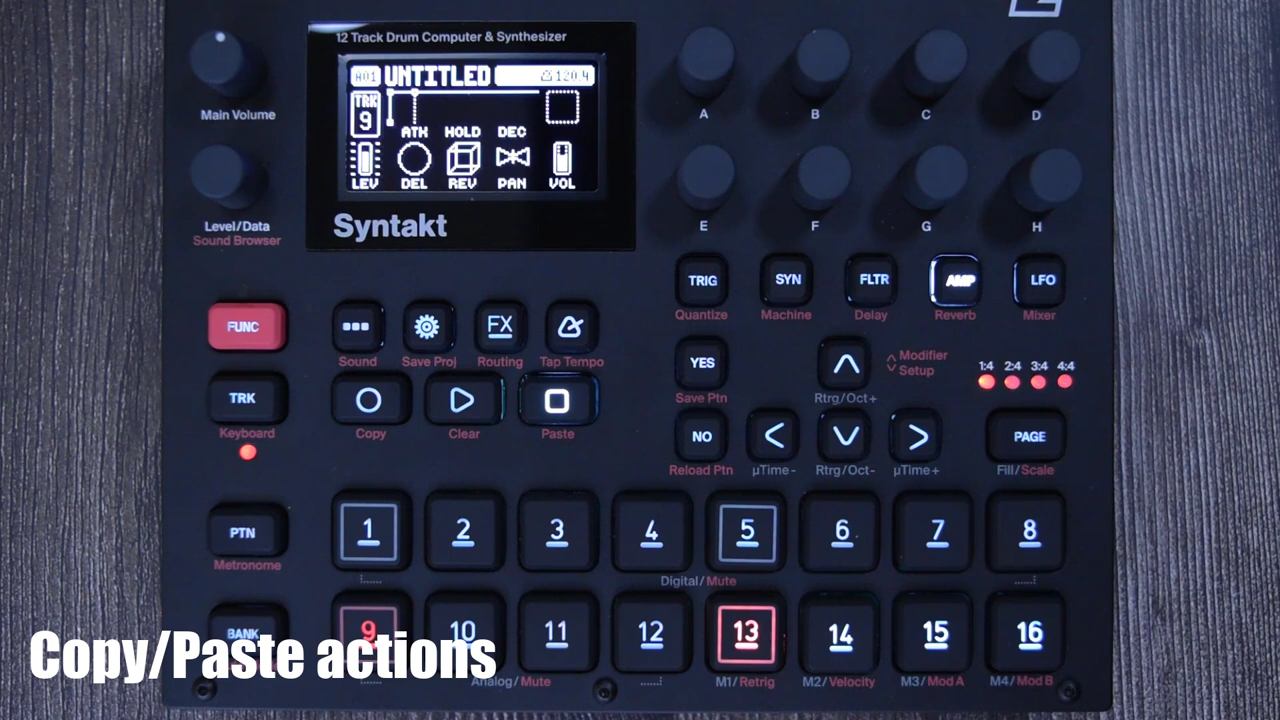 12 Track Drum Computer & Synthesizer
A01 UNTITLED 120.4
TRK
9
ATK HOLD DEC
LEV DEL REV PAN VOL
Syntakt
Main Volume
Level/Data
Sound Browser
A B C D
E F G H
TRIG SYN FLTR AMP LFO
Quantize Machine Delay Reverb Mixer
FUNC
FX
Sound Save Proj Routing Tap Tempo
YES
Save Ptn
Modifier
Setup
Rtrg/Oct+
1:4 2:4 3:4 4:4
TRK
Keyboard
Copy Clear Paste
NO
Reload Ptn µTime- Rtrg/Oct- µTime+
PAGE
Fill/Scale
PTN
Metronome
1 2 3 4 5 6 7 8
Digital/Mute
BANK
9 10 11 12 13 14 15 16
Analog/Mute M1/Retrig M2/Velocity M3/Mod A M4/Mod B
Copy/Paste actions